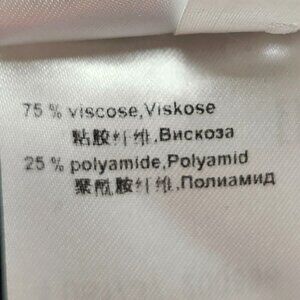 75 % viscose,Viskose
粘胶纤维,Вискоза
25 % polyamide,Polyamid
聚酰胺纤维,Полиамид